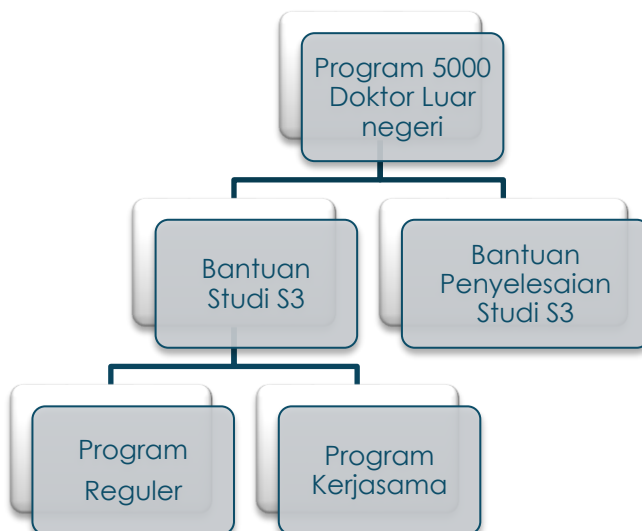 Program 5000
Doktor Luar
negeri
Bantuan
Studi S3
Bantuan
Penyelesaian
Studi S3
Program
Reguler
Program
Kerjasama